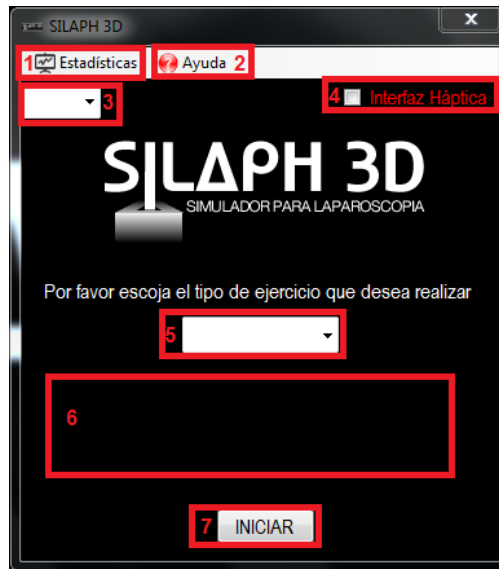 SILAPH 3D
x
1 Estadísticas ? Ayuda 2
3
4 Interfaz Háptica
SILAPH 3D
SIMULADOR PARA LAPAROSCOPIA
Por favor escoja el tipo de ejercicio que desea realizar
5
6
7 INICIAR